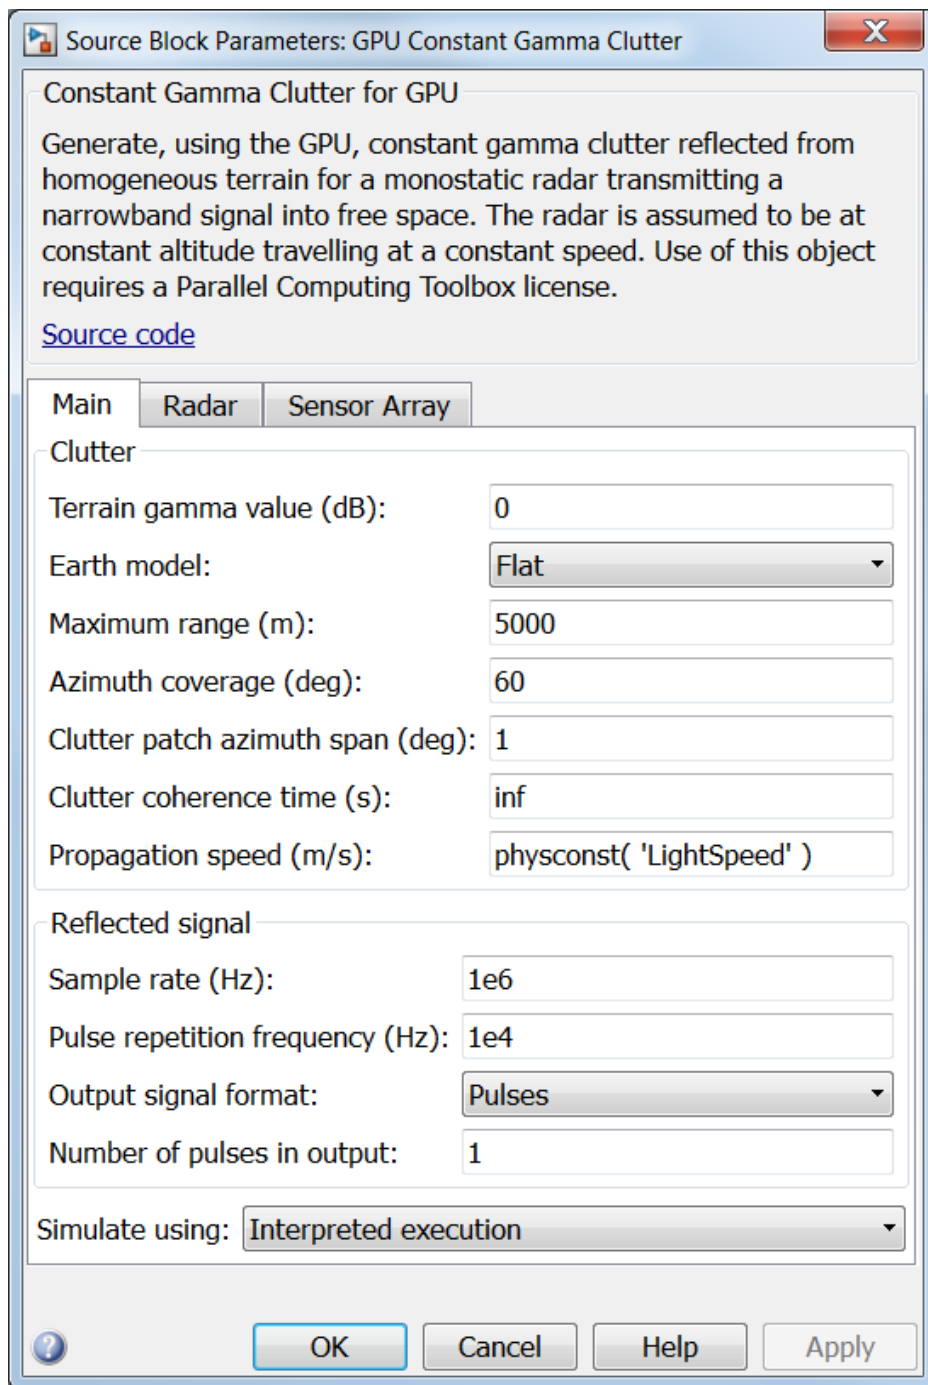 Source Block Parameters: GPU Constant Gamma Clutter
X
Constant Gamma Clutter for GPU
Generate, using the GPU, constant gamma clutter reflected from
homogeneous terrain for a monostatic radar transmitting a
narrowband signal into free space. The radar is assumed to be at
constant altitude travelling at a constant speed. Use of this object
requires a Parallel Computing Toolbox license.
Source code
Main Radar Sensor Array
Clutter
Terrain gamma value (dB): 0
Earth model: Flat
Maximum range (m): 5000
Azimuth coverage (deg): 60
Clutter patch azimuth span (deg): 1
Clutter coherence time (s): inf
Propagation speed (m/s): physconst( 'LightSpeed' )
Reflected signal
Sample rate (Hz): 1e6
Pulse repetition frequency (Hz): 1e4
Output signal format: Pulses
Number of pulses in output: 1
Simulate using: Interpreted execution
? OK Cancel Help Apply